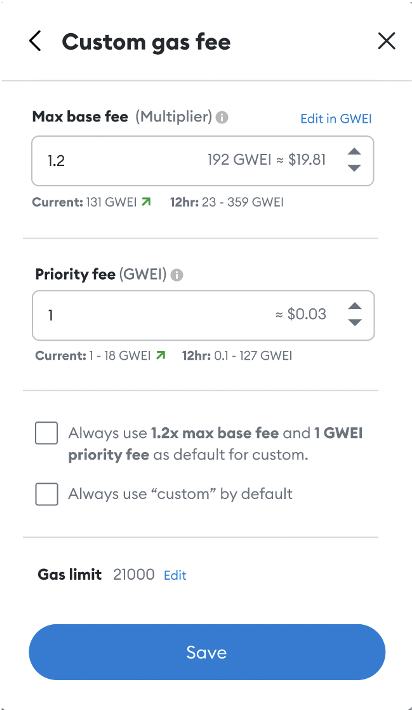 Custom gas fee
Max base fee (Multiplier) Edit in GWEI
1.2 192 GWEI ≈ $19.81
Current: 131 GWEI 12hr: 23 - 359 GWEI
Priority fee (GWEI)
1 ≈ $0.03
Current: 1 - 18 GWEI 12hr: 0.1 - 127 GWEI
Always use 1.2x max base fee and 1 GWEI
priority fee as default for custom.
Always use “custom” by default
Gas limit 21000 Edit
Save